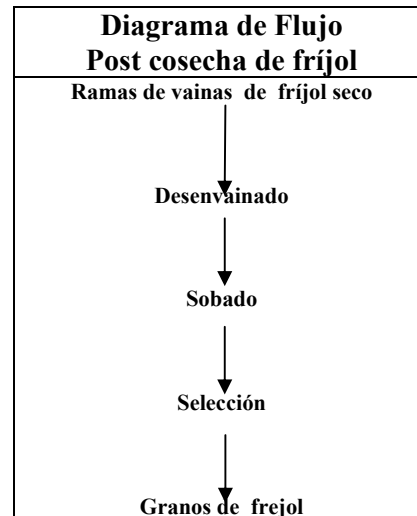 Diagrama de Flujo
Post cosecha de fríjol
Ramas de vainas de fríjol seco
Desenvainado
Sobado
Selección
Granos de frejol